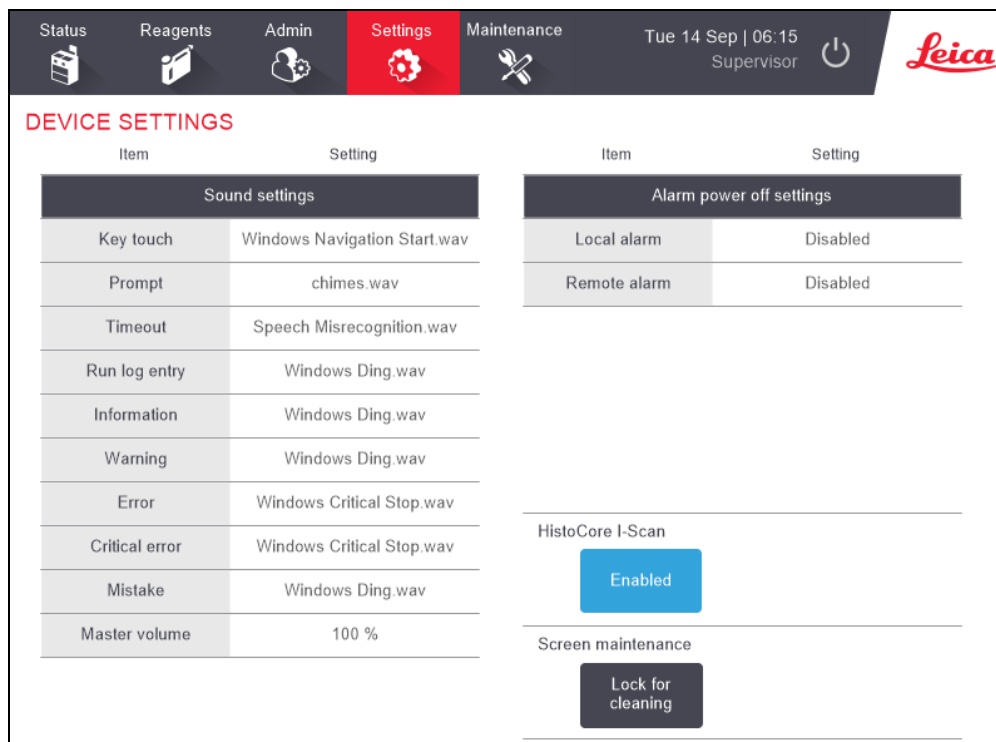 Status Reagents Admin Settings Maintenance Tue 14 Sep | 06:15
Supervisor
Leica
DEVICE SETTINGS
Item Setting
Sound settings
Key touch Windows Navigation Start.wav
Prompt chimes.wav
Timeout Speech Misrecognition.wav
Run log entry Windows Ding.wav
Information Windows Ding.wav
Warning Windows Ding.wav
Error Windows Critical Stop.wav
Critical error Windows Critical Stop.wav
Mistake Windows Ding.wav
Master volume 100 %
Item Setting
Alarm power off settings
Local alarm Disabled
Remote alarm Disabled
HistoCore I-Scan
Enabled
Screen maintenance
Lock for
cleaning